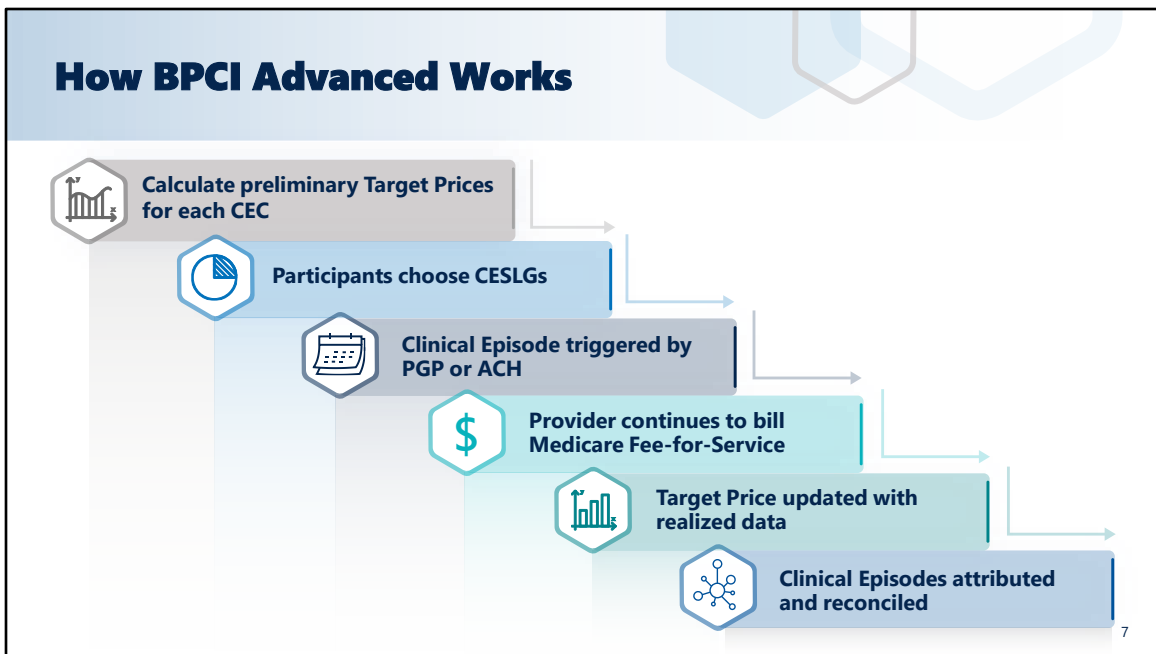 How BPCI Advanced Works
Calculate preliminary Target Prices
for each CEC
Participants choose CESLGs
Clinical Episode triggered by
PGP or ACH
$
Provider continues to bill
Medicare Fee-for-Service
Target Price updated with
realized data
Clinical Episodes attributed
and reconciled
7